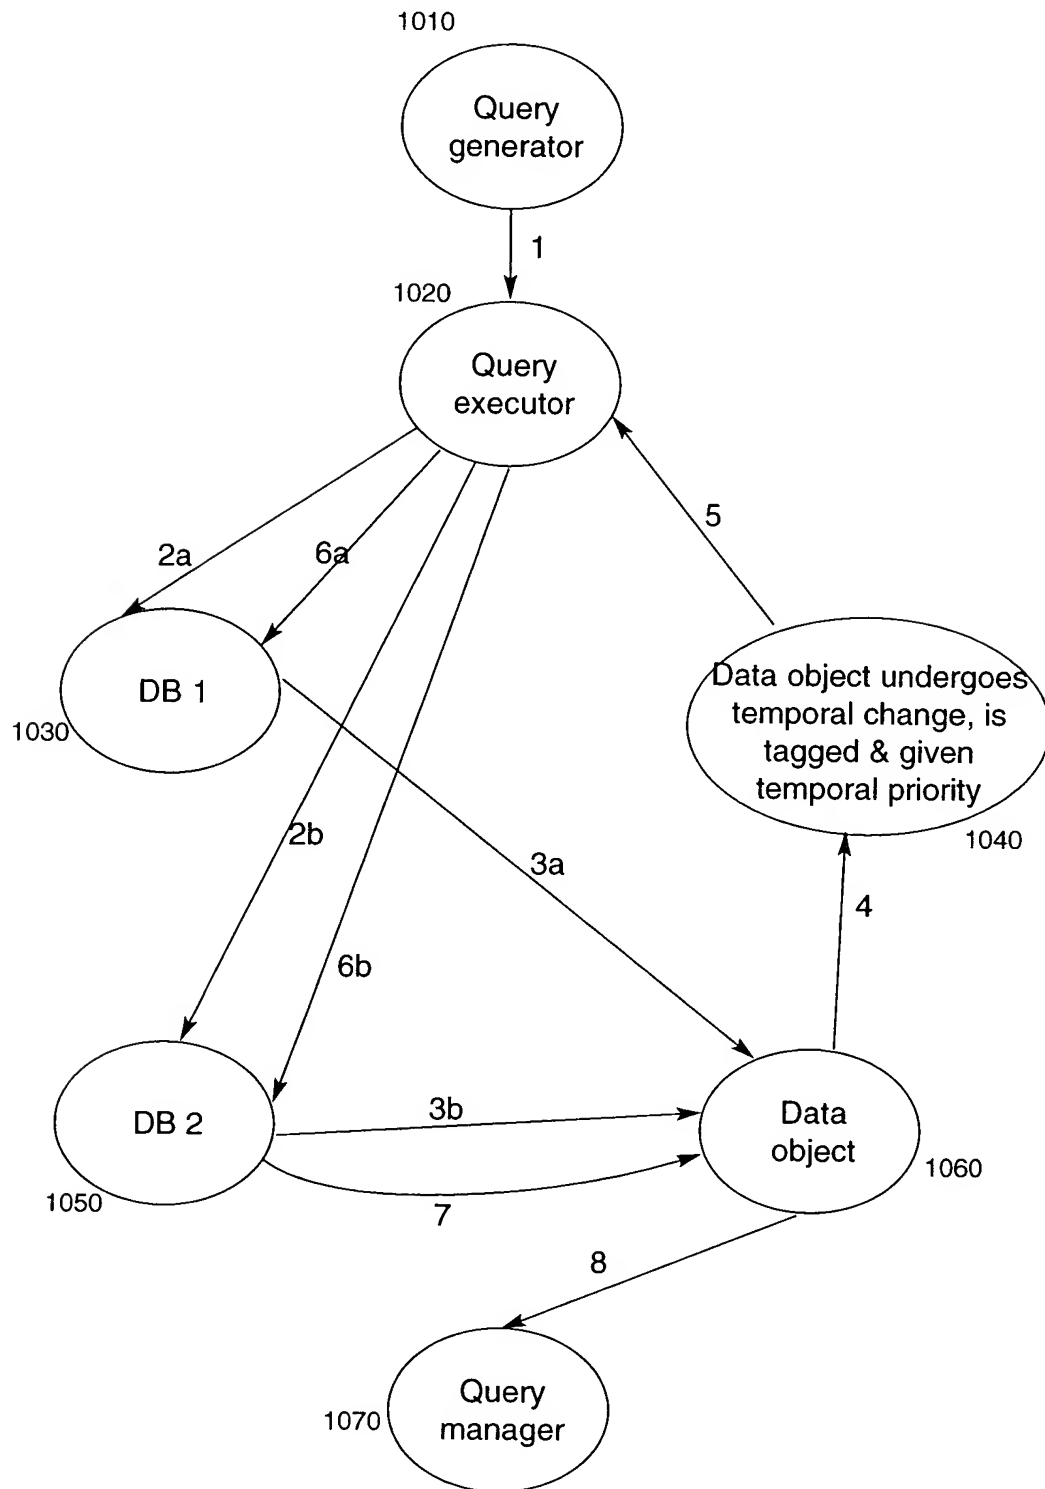 1010
Query
generator
1
1020
Query
executor
5
2a
6a
DB 1
1030
Data object undergoes
temporal change, is
tagged & given
temporal priority
1040
2b
3a
4
6b
DB 2
1050
3b
7
Data
object
1060
8
Query
manager
1070